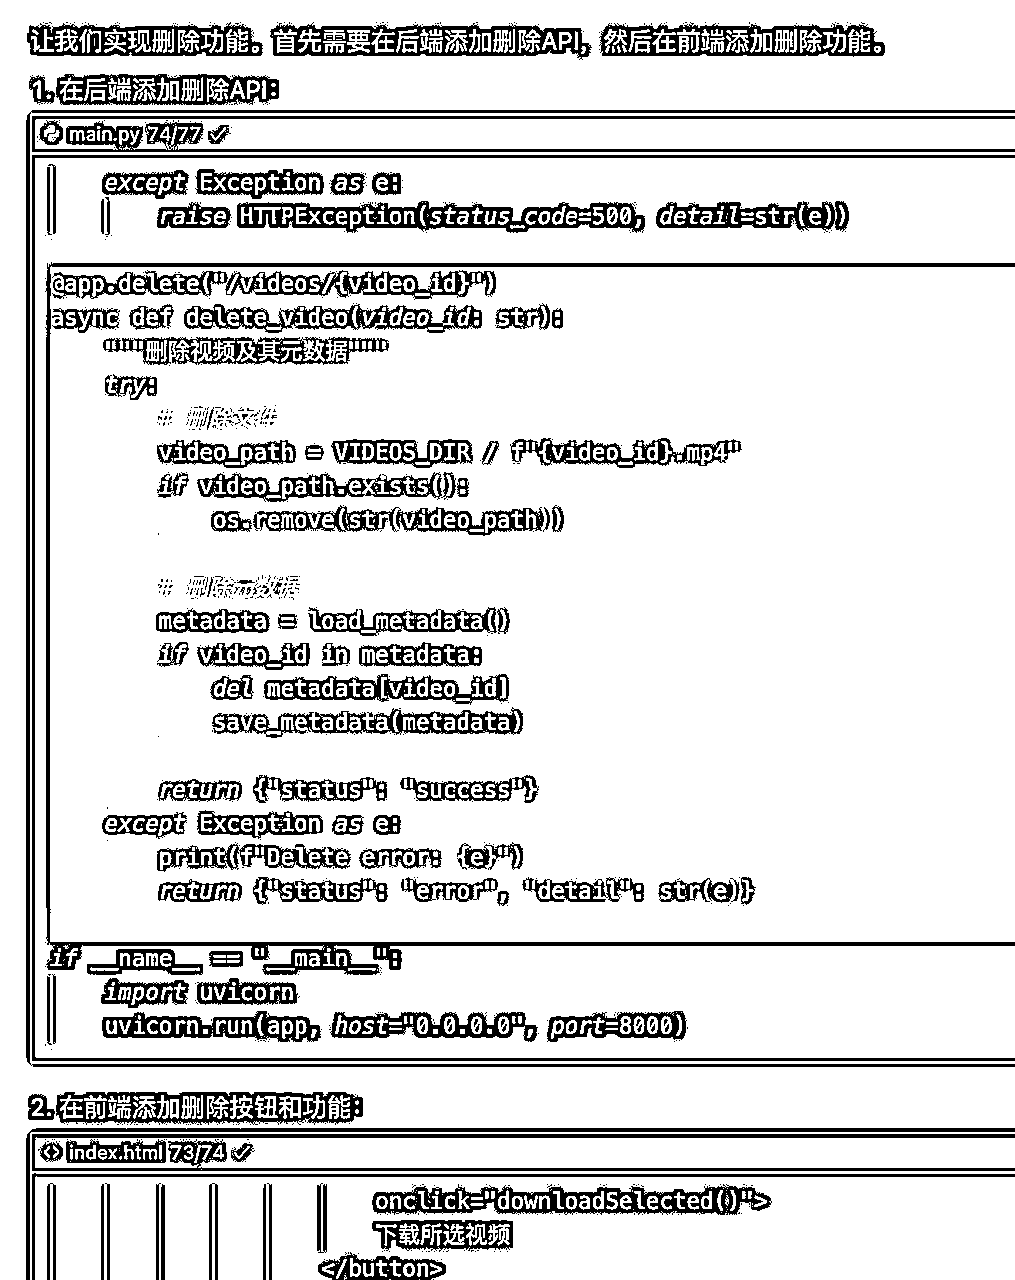 让我们实现删除功能。首先需要在后端添加删除API，然后在前端添加删除功能。
1. 在后端添加删除API:
main.py 74/77
except Exception as e:
raise HTTPException(status_code=500, detail=str(e))
@app.delete("/videos/{video_id}")
async def delete_video(video_id: str):
"""删除视频及其元数据"""
try:
# 删除文件
video_path = VIDEOS_DIR / f"{video_id}.mp4"
if video_path.exists():
os.remove(str(video_path))
# 删除元数据
metadata = load_metadata()
if video_id in metadata:
del metadata[video_id]
save_metadata(metadata)
return {"status": "success"}
except Exception as e:
print(f"Delete error: {e}")
return {"status": "error", "detail": str(e)}
if __name__ == "__main__":
import uvicorn
uvicorn.run(app, host="0.0.0.0", port=8000)
2. 在前端添加删除按钮和功能:
index.html 73/74
onclick="downloadSelected()">
下载所选视频
</button>